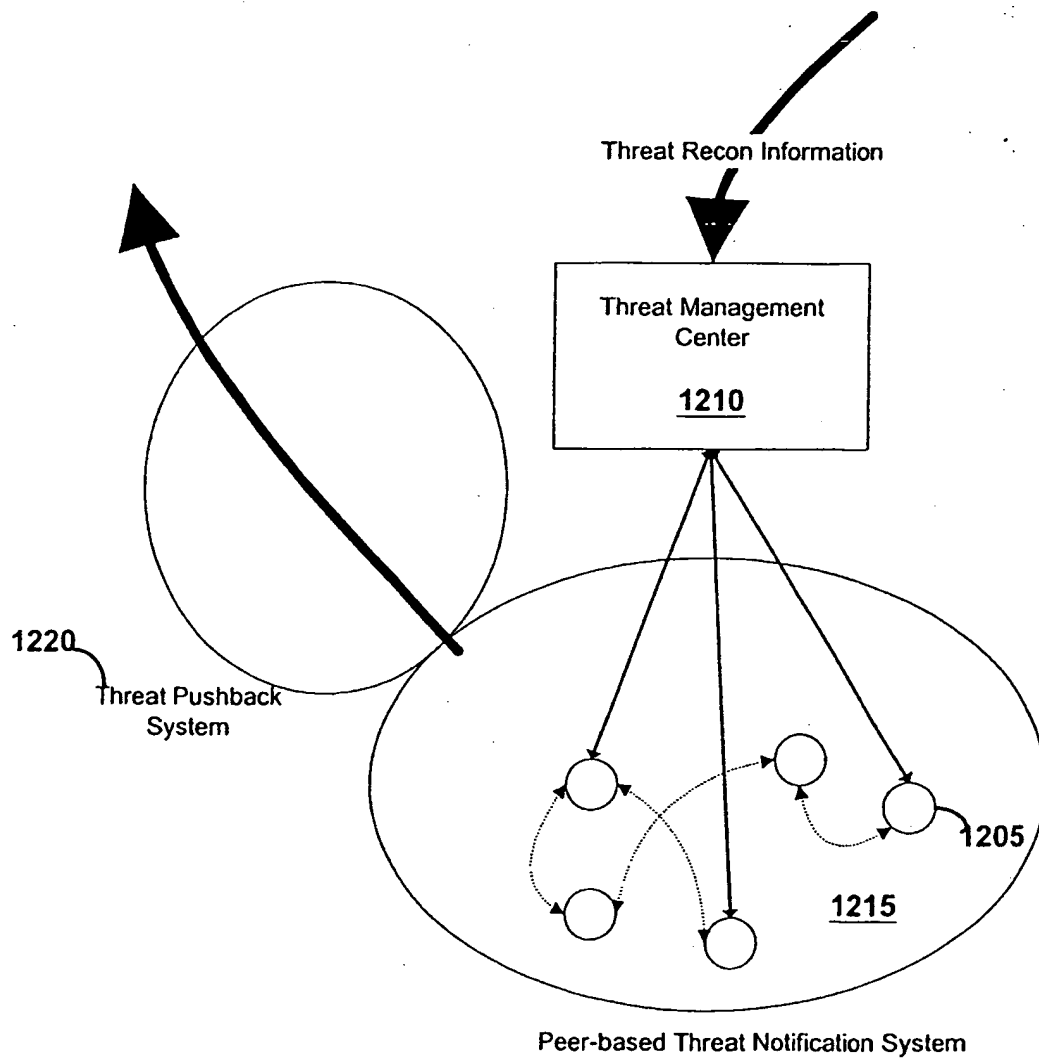 Threat Recon Information
Threat Management
Center
1210
1220
Threat Pushback
System
1205
1215
Peer-based Threat Notification System